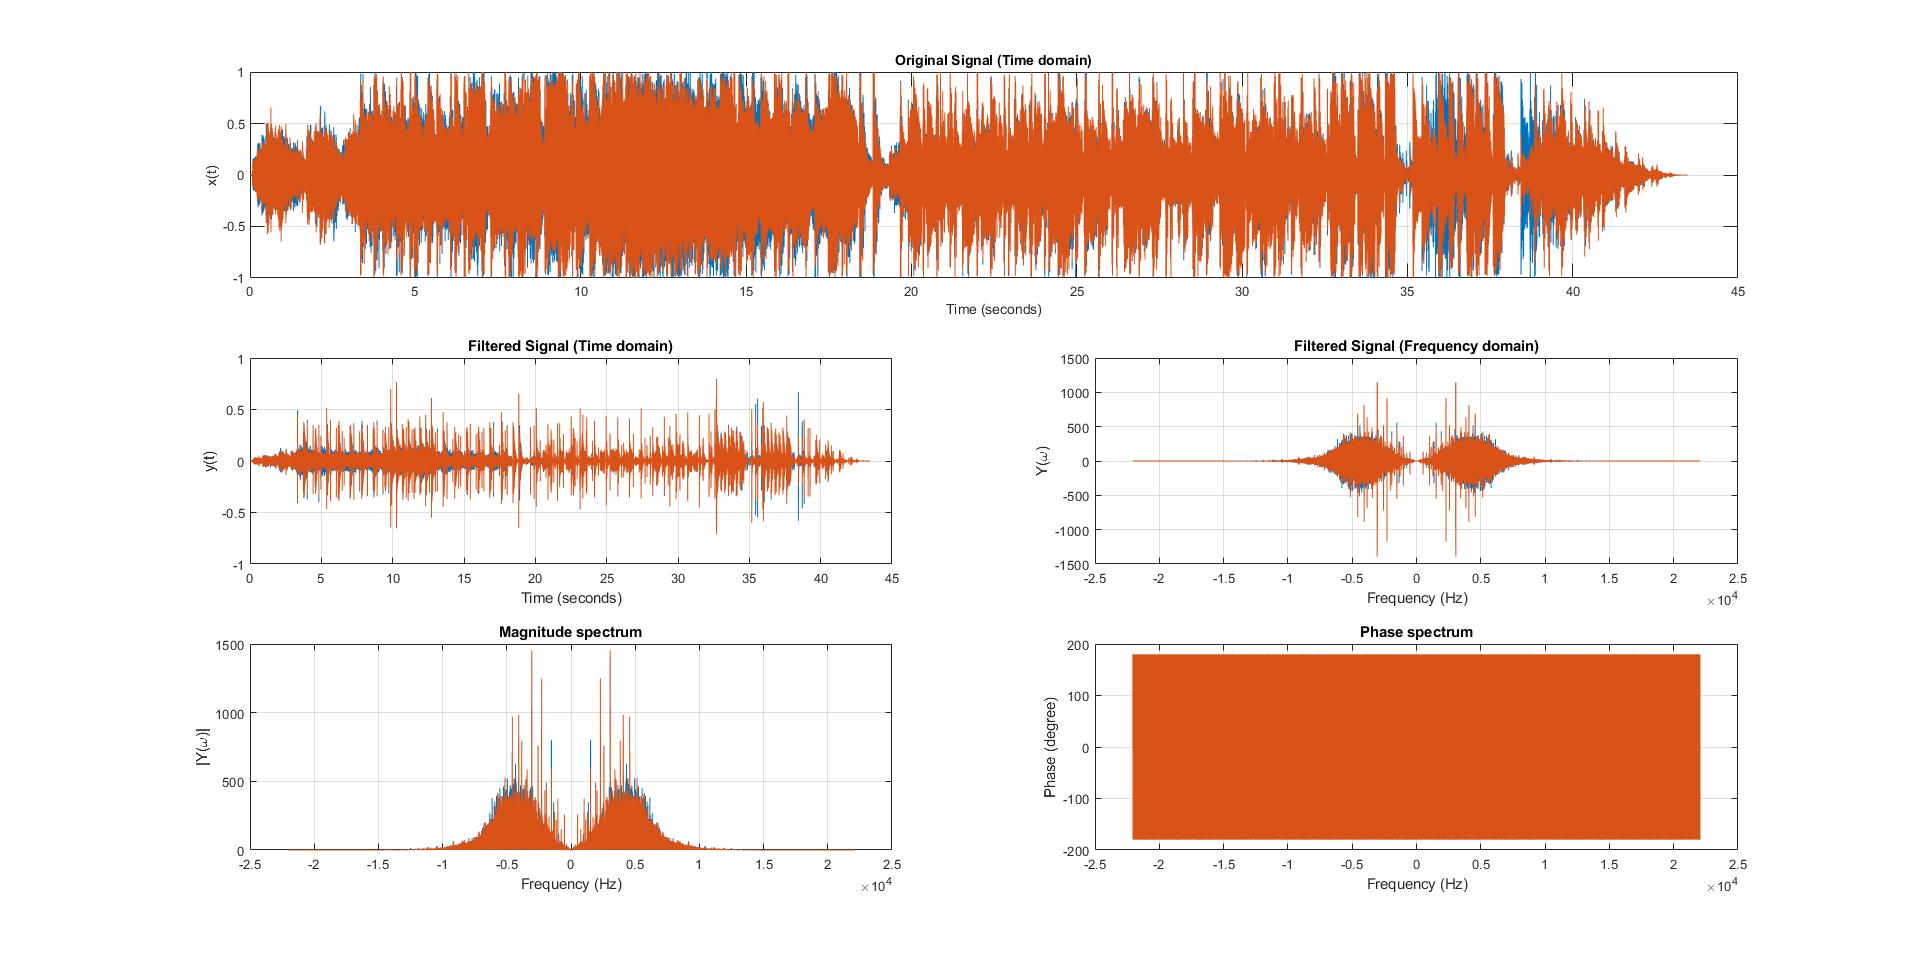 Original Signal (Time domain)
1
0.5
0
-0.5
-1
x(t)
0 5 10 15 20 25 30 35 40 45
Time (seconds)
Filtered Signal (Time domain)
1
0.5
0
-0.5
-1
y(t)
0 5 10 15 20 25 30 35 40 45
Time (seconds)
Filtered Signal (Frequency domain)
1500
1000
500
0
-500
-1000
-1500
Y(ω)
-2.5 -2 -1.5 -1 -0.5 0 0.5 1 1.5 2 2.5
Frequency (Hz)
×10⁴
Magnitude spectrum
1500
1000
500
0
|Y(ω)|
-2.5 -2 -1.5 -1 -0.5 0 0.5 1 1.5 2 2.5
Frequency (Hz)
×10⁴
Phase spectrum
200
100
0
-100
-200
Phase (degree)
-2.5 -2 -1.5 -1 -0.5 0 0.5 1 1.5 2 2.5
Frequency (Hz)
×10⁴